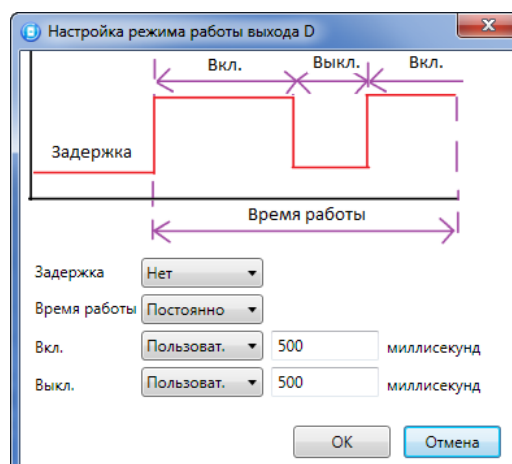 Настройка режима работы выхода D
Вкл. Выкл. Вкл.
Задержка
Время работы
Задержка Нет
Время работы Постоянно
Вкл. Пользоват. 500 миллисекунд
Выкл. Пользоват. 500 миллисекунд
OK Отмена